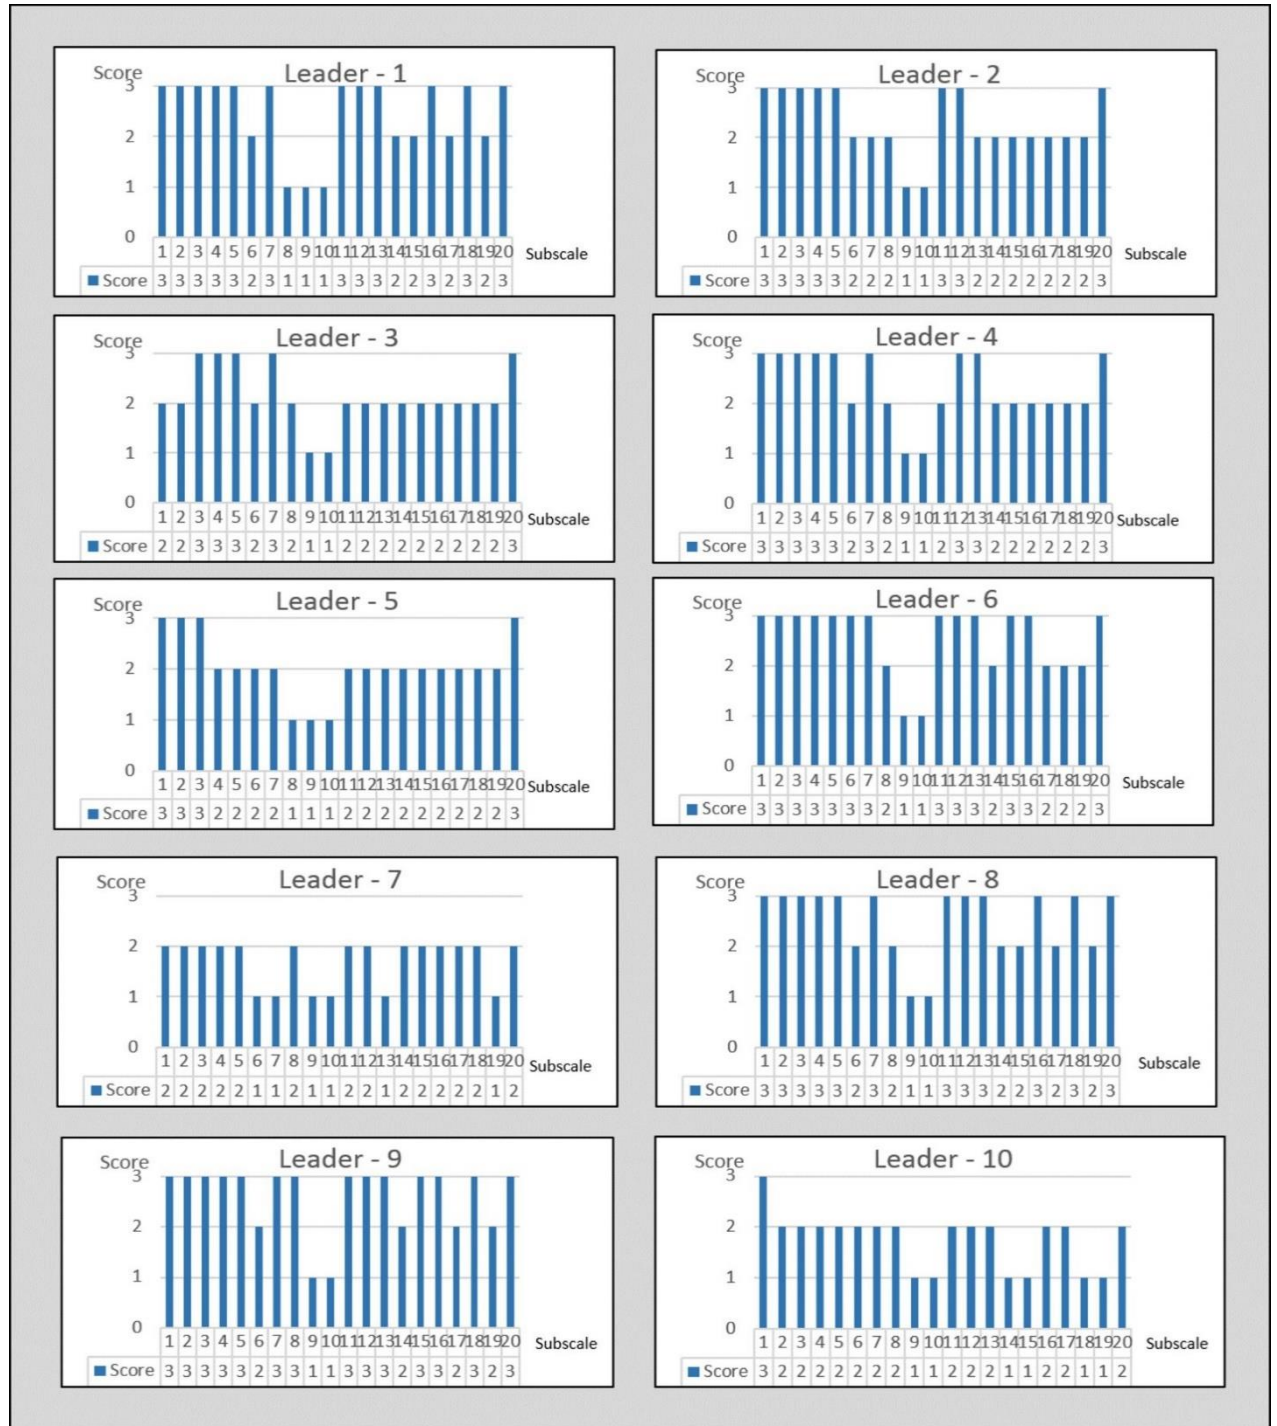 Score Leader - 1
3
2
1
0
1 2 3 4 5 6 7 8 9 10 11 12 13 14 15 16 17 18 19 20 Subscale
Score 3 3 3 3 3 2 3 1 1 1 3 3 3 2 2 3 2 3 2 3
Score Leader - 2
3
2
1
0
1 2 3 4 5 6 7 8 9 10 11 12 13 14 15 16 17 18 19 20 Subscale
Score 3 3 3 3 3 2 2 2 1 1 3 3 2 2 2 2 2 2 2 3
Score Leader - 3
3
2
1
0
1 2 3 4 5 6 7 8 9 10 11 12 13 14 15 16 17 18 19 20 Subscale
Score 2 2 3 3 3 2 3 2 1 1 2 2 2 2 2 2 2 2 2 3
Score Leader - 4
3
2
1
0
1 2 3 4 5 6 7 8 9 10 11 12 13 14 15 16 17 18 19 20 Subscale
Score 3 3 3 3 3 2 3 2 1 1 2 3 3 2 2 2 2 2 2 3
Score Leader - 5
3
2
1
0
1 2 3 4 5 6 7 8 9 10 11 12 13 14 15 16 17 18 19 20 Subscale
Score 3 3 3 2 2 2 2 1 1 1 2 2 2 2 2 2 2 2 2 3
Score Leader - 6
3
2
1
0
1 2 3 4 5 6 7 8 9 10 11 12 13 14 15 16 17 18 19 20 Subscale
Score 3 3 3 3 3 3 3 2 1 1 3 3 3 2 3 3 2 2 2 3
Score Leader - 7
3
2
1
0
1 2 3 4 5 6 7 8 9 10 11 12 13 14 15 16 17 18 19 20 Subscale
Score 2 2 2 2 2 1 1 2 1 1 2 2 1 2 2 2 2 2 1 2
Score Leader - 8
3
2
1
0
1 2 3 4 5 6 7 8 9 10 11 12 13 14 15 16 17 18 19 20 Subscale
Score 3 3 3 3 3 2 3 2 1 1 3 3 3 2 2 3 2 3 2 3
Score Leader - 9
3
2
1
0
1 2 3 4 5 6 7 8 9 10 11 12 13 14 15 16 17 18 19 20 Subscale
Score 3 3 3 3 3 2 3 3 1 1 3 3 3 2 3 3 2 3 2 3
Score Leader - 10
3
2
1
0
1 2 3 4 5 6 7 8 9 10 11 12 13 14 15 16 17 18 19 20 Subscale
Score 3 2 2 2 2 2 2 2 1 1 2 2 2 1 1 2 2 1 1 2